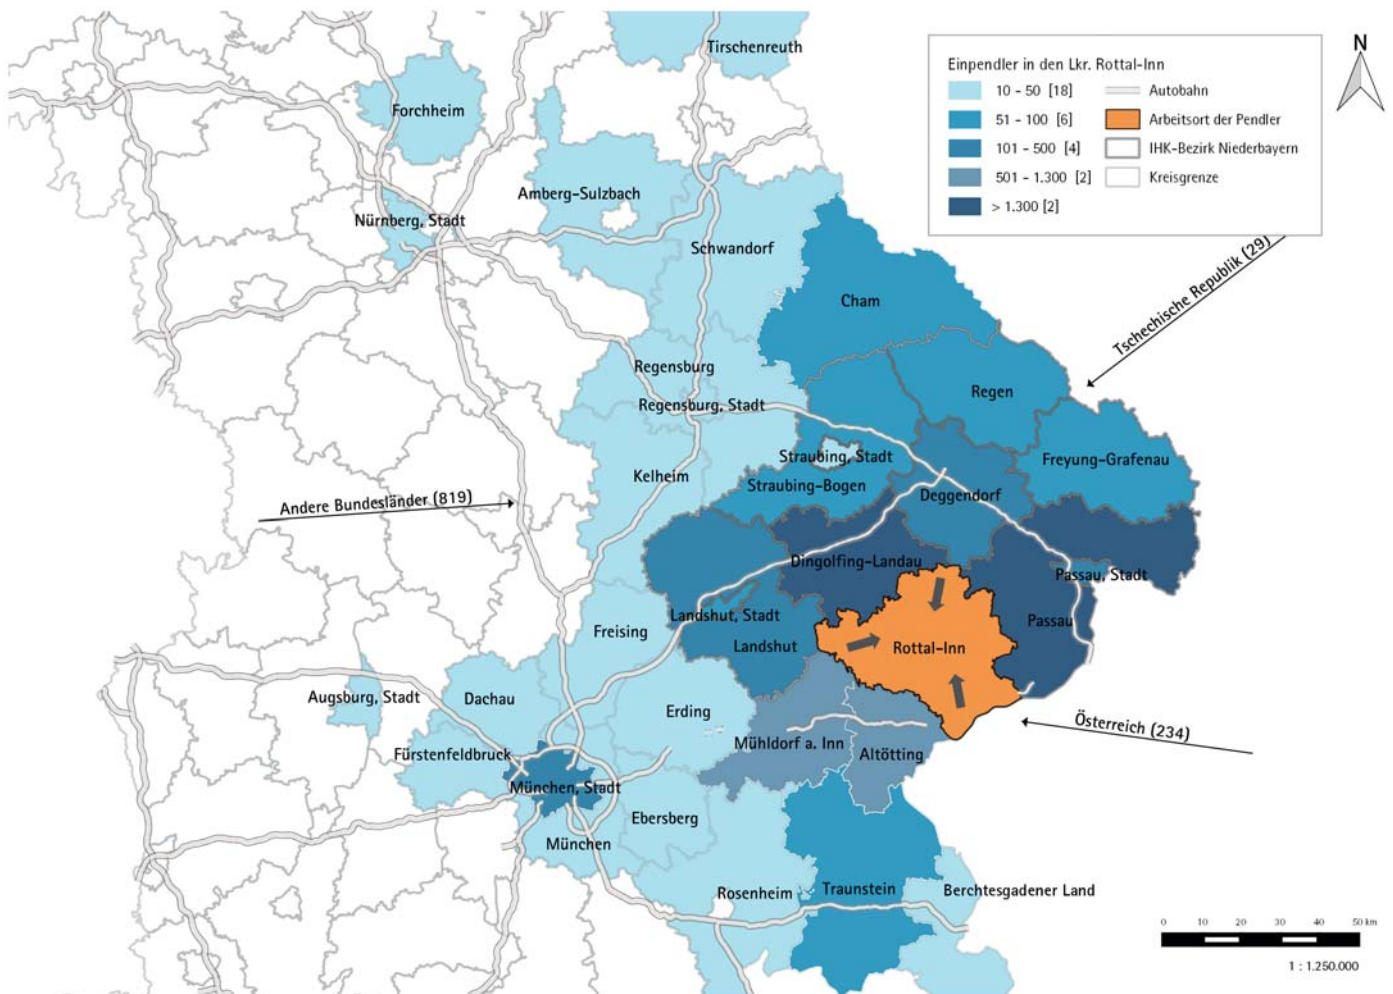 Tirschenreuth
Forchheim
Amberg-Sulzbach
Nürnberg, Stadt
Schwandorf
Cham
Regensburg
Regen
Regensburg, Stadt
Straubing, Stadt
Freyung-Grafenau
Kelheim
Straubing-Bogen
Deggendorf
Andere Bundesländer (819)
Dingolfing-Landau
Passau, Stadt
Landshut, Stadt
Passau
Freising
Landshut
Rottal-Inn
Augsburg, Stadt
Dachau
Erding
Österreich (234)
Mühldorf a. Inn
Fürstenfeldbruck
Altötting
München, Stadt
Ebersberg
München
Rosenheim
Traunstein
Berchtesgadener Land
Tschechische Republik (29)
Einpendler in den Lkr. Rottal-Inn
10 - 50 [18]
51 - 100 [6]
101 - 500 [4]
501 - 1.300 [2]
> 1.300 [2]
Autobahn
Arbeitsort der Pendler
IHK-Bezirk Niederbayern
Kreisgrenze
N
0 10 20 30 40 50 km
1 : 1.250.000